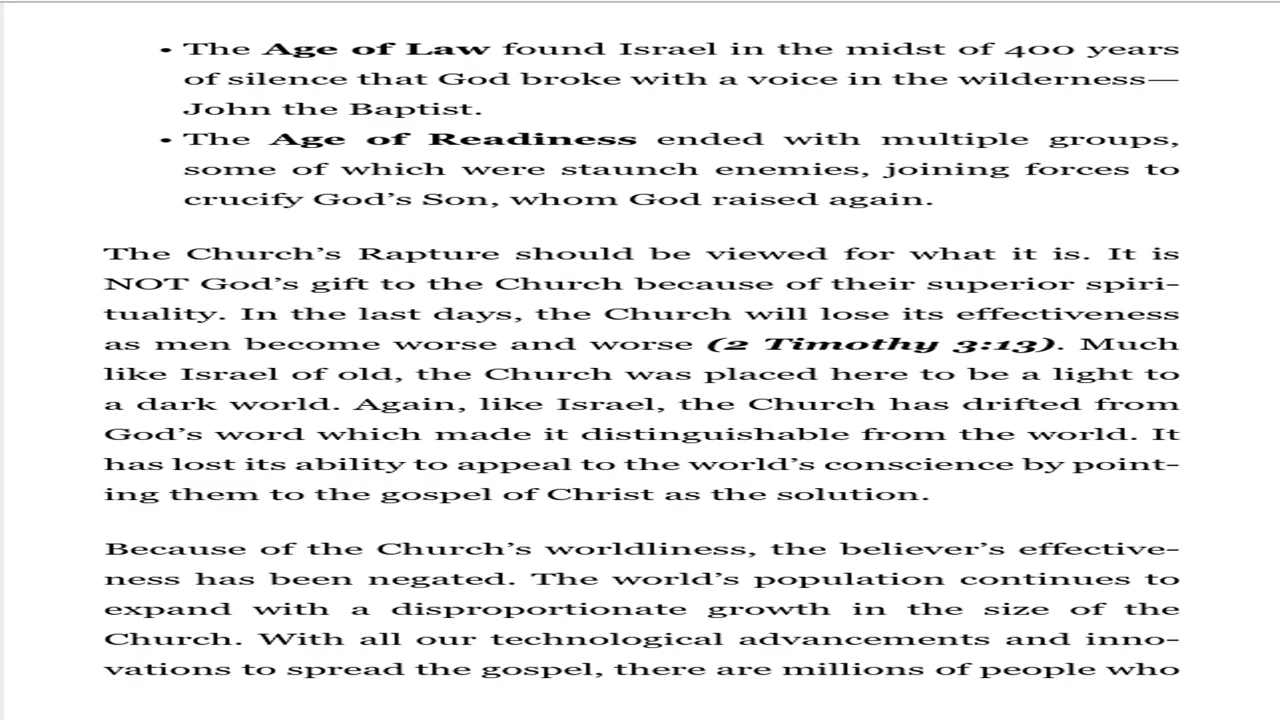 • The Age of Law found Israel in the midst of 400 years
of silence that God broke with a voice in the wilderness—
John the Baptist.
• The Age of Readiness ended with multiple groups,
some of which were staunch enemies, joining forces to
crucify God’s Son, whom God raised again.
The Church’s Rapture should be viewed for what it is. It is
NOT God’s gift to the Church because of their superior spiri-
tuality. In the last days, the Church will lose its effectiveness
as men become worse and worse (2 Timothy 3:13). Much
like Israel of old, the Church was placed here to be a light to
a dark world. Again, like Israel, the Church has drifted from
God’s word which made it distinguishable from the world. It
has lost its ability to appeal to the world’s conscience by point-
ing them to the gospel of Christ as the solution.
Because of the Church’s worldliness, the believer’s effective-
ness has been negated. The world’s population continues to
expand with a disproportionate growth in the size of the
Church. With all our technological advancements and inno-
vations to spread the gospel, there are millions of people who